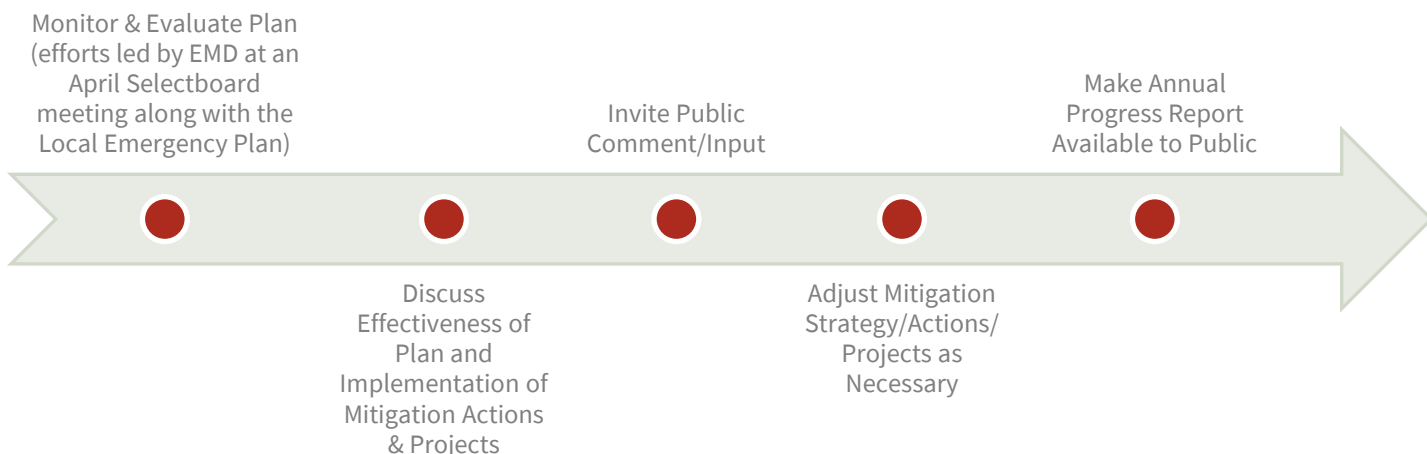 Monitor & Evaluate Plan
(efforts led by EMD at an
April Selectboard
meeting along with the
Local Emergency Plan)
Discuss
Effectiveness of
Plan and
Implementation of
Mitigation Actions
& Projects
Invite Public
Comment/Input
Adjust Mitigation
Strategy/Actions/
Projects as
Necessary
Make Annual
Progress Report
Available to Public